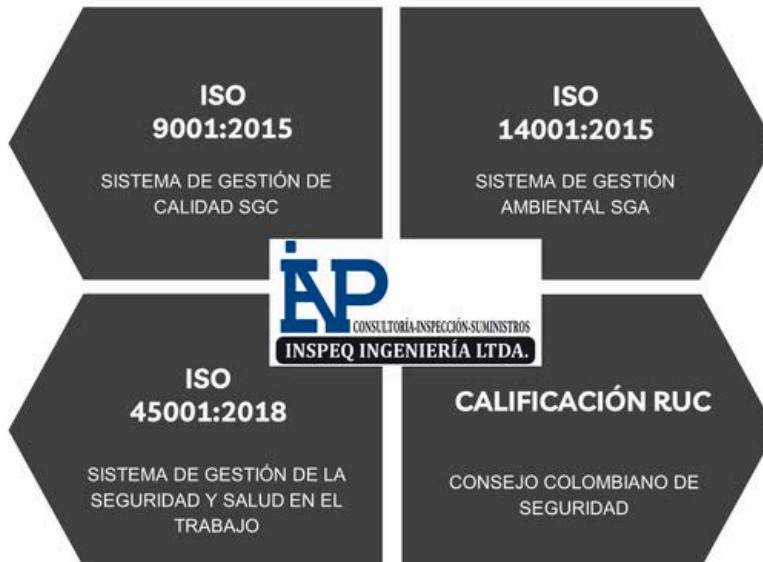 ISO
9001:2015
SISTEMA DE GESTIÓN DE
CALIDAD SGC
ISO
14001:2015
SISTEMA DE GESTIÓN
AMBIENTAL SGA
IAP
CONSULTORÍA-INSPECCIÓN-SUMINISTROS
INSPEQ INGENIERÍA LTDA.
ISO
45001:2018
SISTEMA DE GESTIÓN DE LA
SEGURIDAD Y SALUD EN EL
TRABAJO
CALIFICACIÓN RUC
CONSEJO COLOMBIANO DE
SEGURIDAD